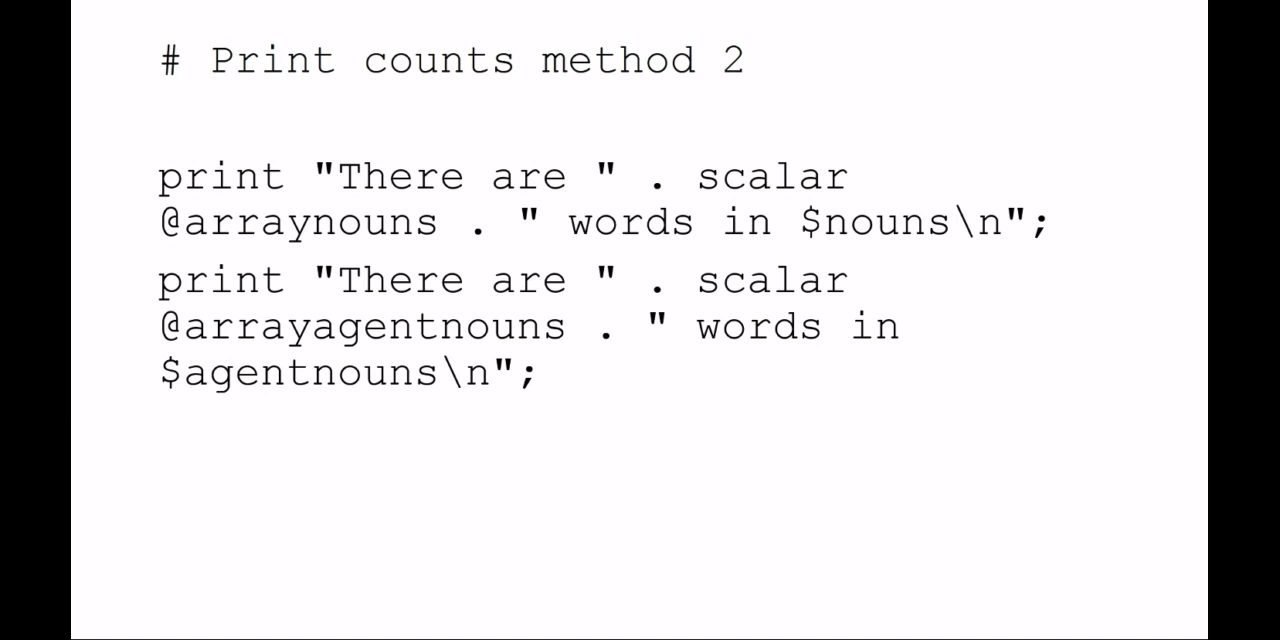 # Print counts method 2
print "There are " . scalar
@arraynouns . " words in $nouns\n";
print "There are " . scalar
@arrayagentnouns . " words in
$agentnouns\n";